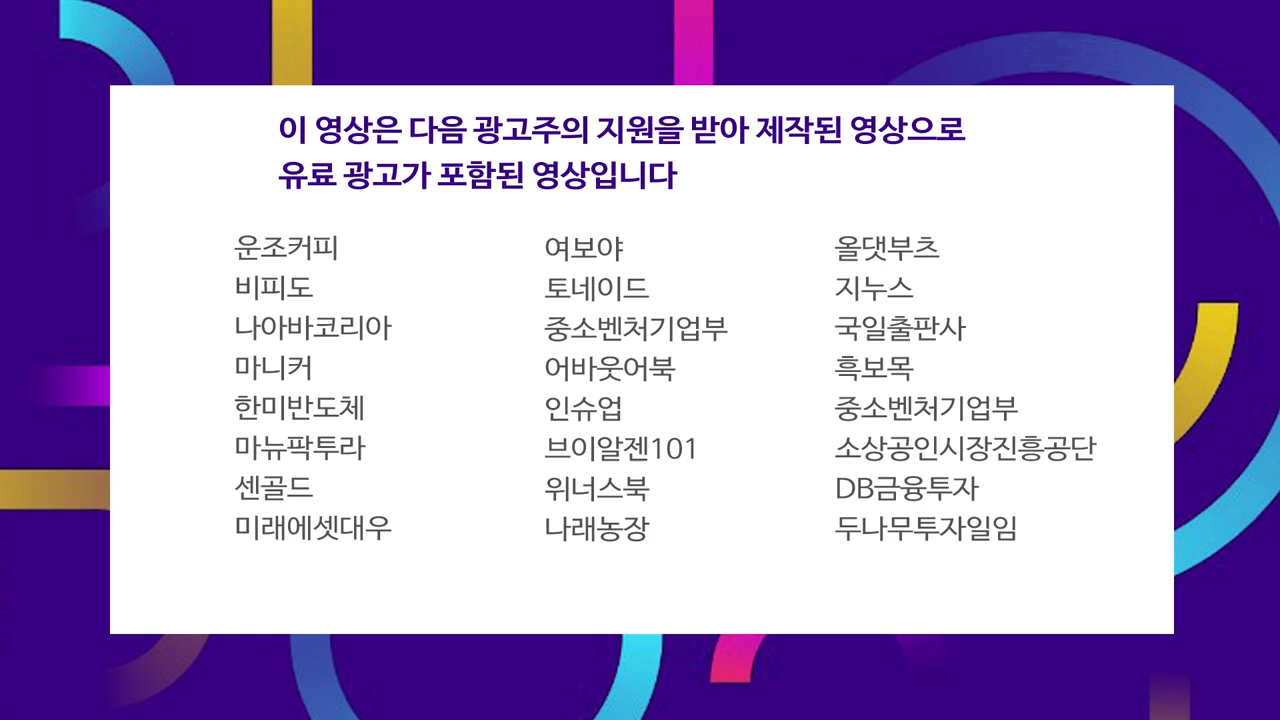 이 영상은 다음 광고주의 지원을 받아 제작된 영상으로
유료 광고가 포함된 영상입니다
운조커피
비피도
나아바코리아
마니커
한미반도체
마뉴팍투라
센골드
미래에셋대우
여보야
토네이드
중소벤처기업부
어바웃어북
인슈업
브이알젠101
위너스북
나래농장
올댓부츠
지누스
국일출판사
흑보목
중소벤처기업부
소상공인시장진흥공단
DB금융투자
두나무투자일임